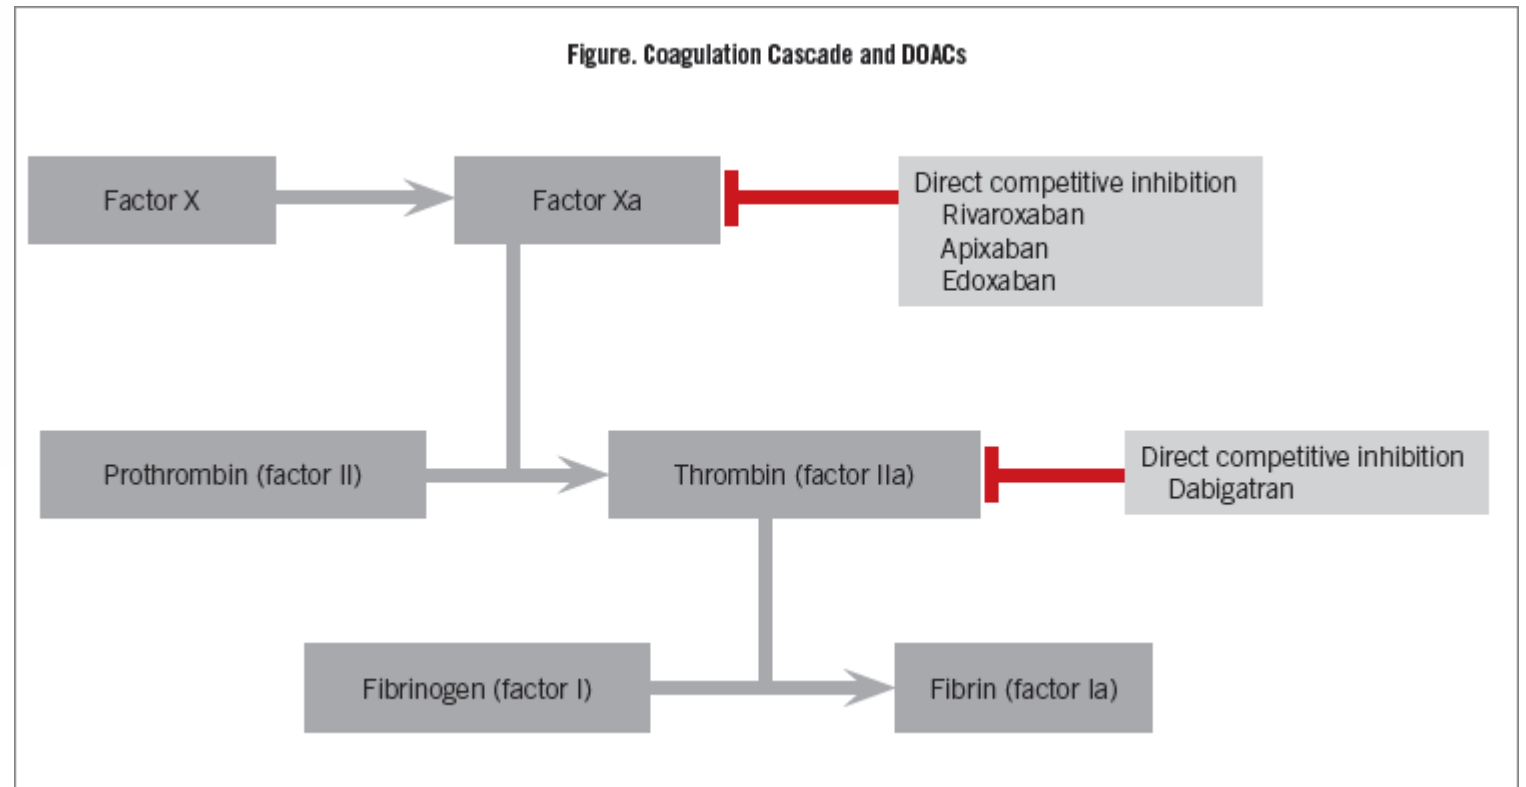 Figure. Coagulation Cascade and DOACs
Factor X
Factor Xa
Direct competitive inhibition
Rivaroxaban
Apixaban
Edoxaban
Prothrombin (factor II)
Thrombin (factor IIa)
Direct competitive inhibition
Dabigatran
Fibrinogen (factor I)
Fibrin (factor Ia)